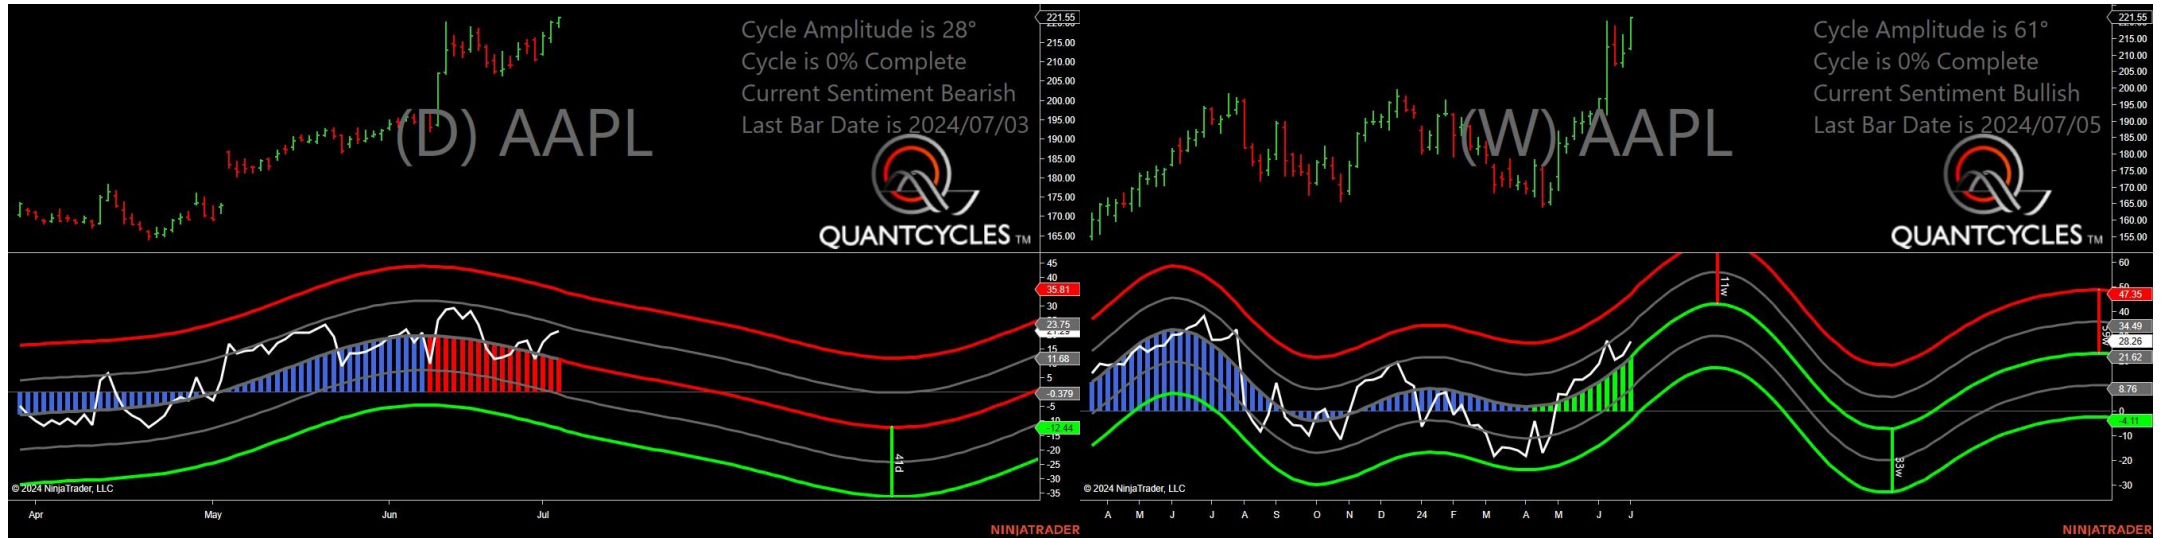 Cycle Amplitude is 28°
Cycle is 0% Complete
Current Sentiment Bearish
Last Bar Date is 2024/07/03
(D) AAPL
QUANTCYCLES TM
221.55
215.00
210.00
205.00
200.00
195.00
190.00
185.00
180.00
175.00
170.00
165.00
45
40
35.81
30
23.75
15
11.68
5
-0.379
-5
-12.44
-15
-20
-25
-30
-35
41d
© 2024 NinjaTrader, LLC
Apr May Jun Jul
NINJATRADER
Cycle Amplitude is 61°
Cycle is 0% Complete
Current Sentiment Bullish
Last Bar Date is 2024/07/05
(W) AAPL
QUANTCYCLES TM
221.55
215.00
210.00
205.00
200.00
195.00
190.00
185.00
180.00
175.00
170.00
165.00
160.00
155.00
60
47.35
40
34.49
28.26
21.62
8.76
0
-4.11
-10
-20
-30
11w
33w
© 2024 NinjaTrader, LLC
A M J J A S O N D 24 F M A M J J
NINJATRADER